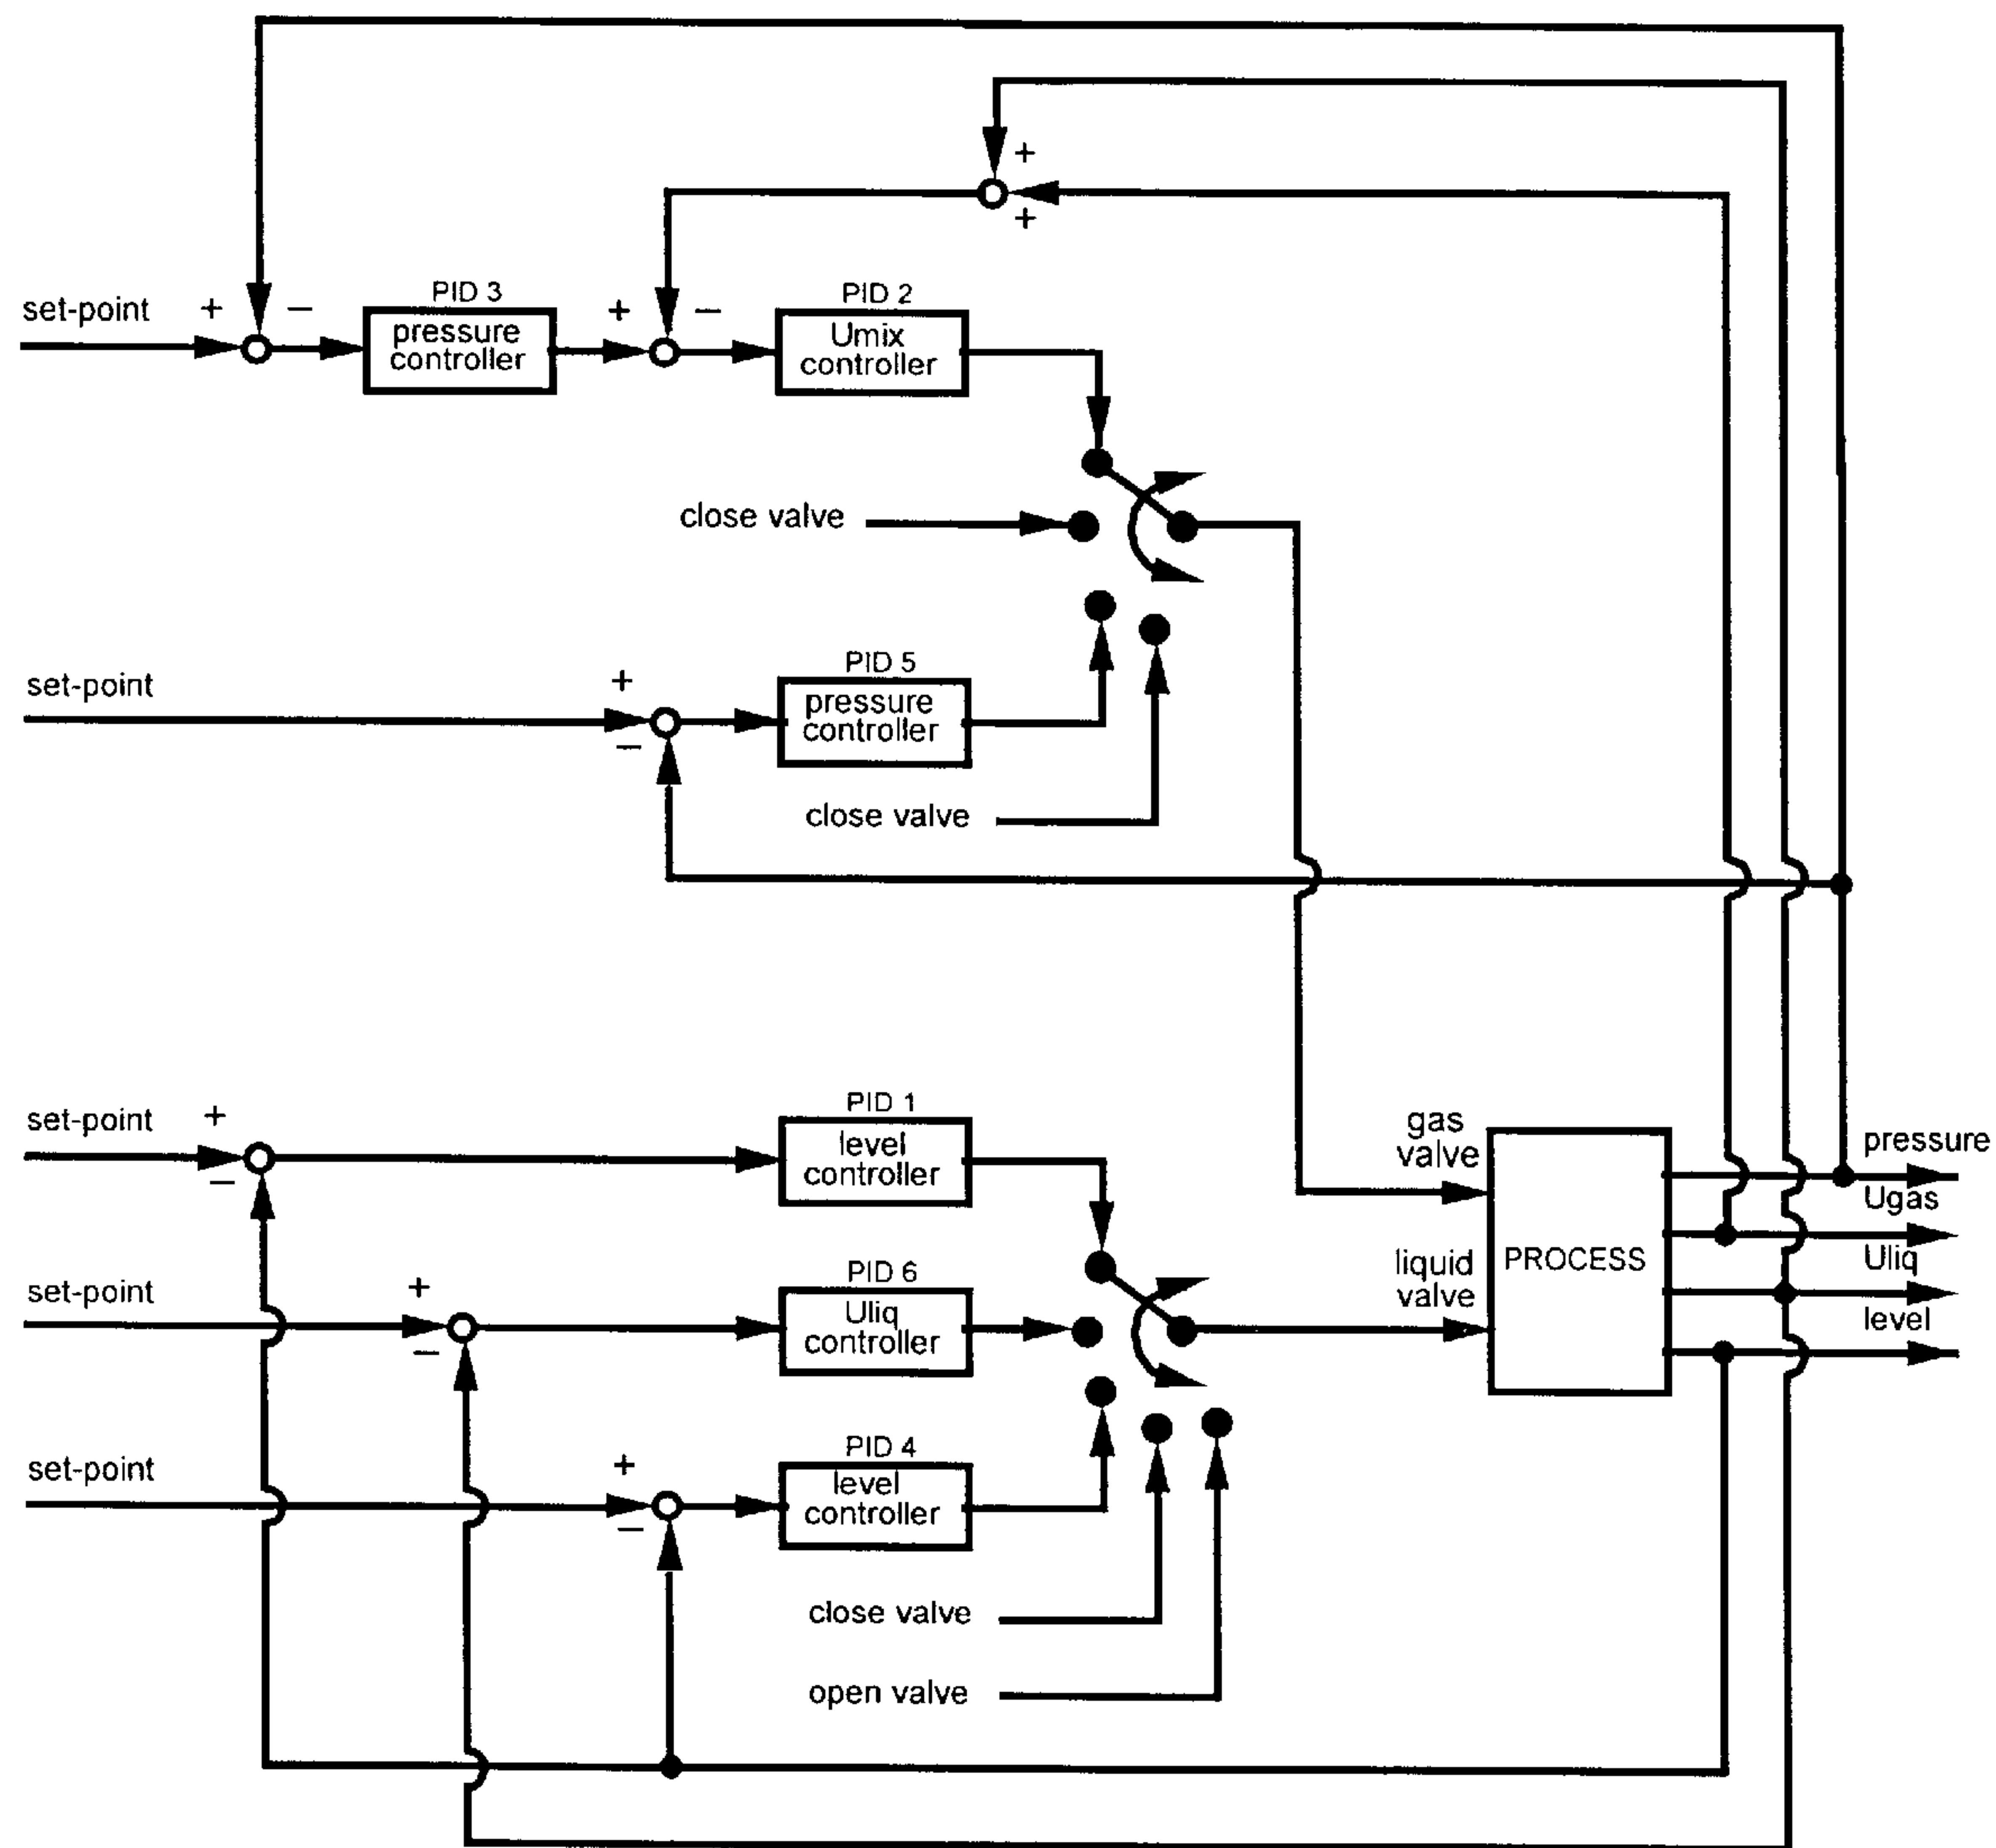 +
+
PID 3
PID 2
set-point
+
−
pressure
controller
+
−
Umix
controller
close valve
PID 5
set-point
+
−
pressure
controller
close valve
PID 1
set-point
+
−
level
controller
gas
valve
pressure
Ugas
PID 6
set-point
+
−
Uliq
controller
liquid
valve
PROCESS
Uliq
level
PID 4
set-point
+
−
level
controller
close valve
open valve